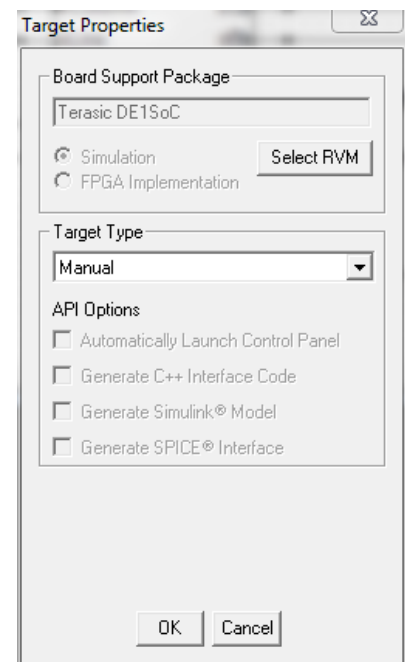 Target Properties
Board Support Package
Terasic DE1SoC
Simulation
Select RVM
FPGA Implementation
Target Type
Manual
API Options
Automatically Launch Control Panel
Generate C++ Interface Code
Generate Simulink® Model
Generate SPICE® Interface
OK
Cancel